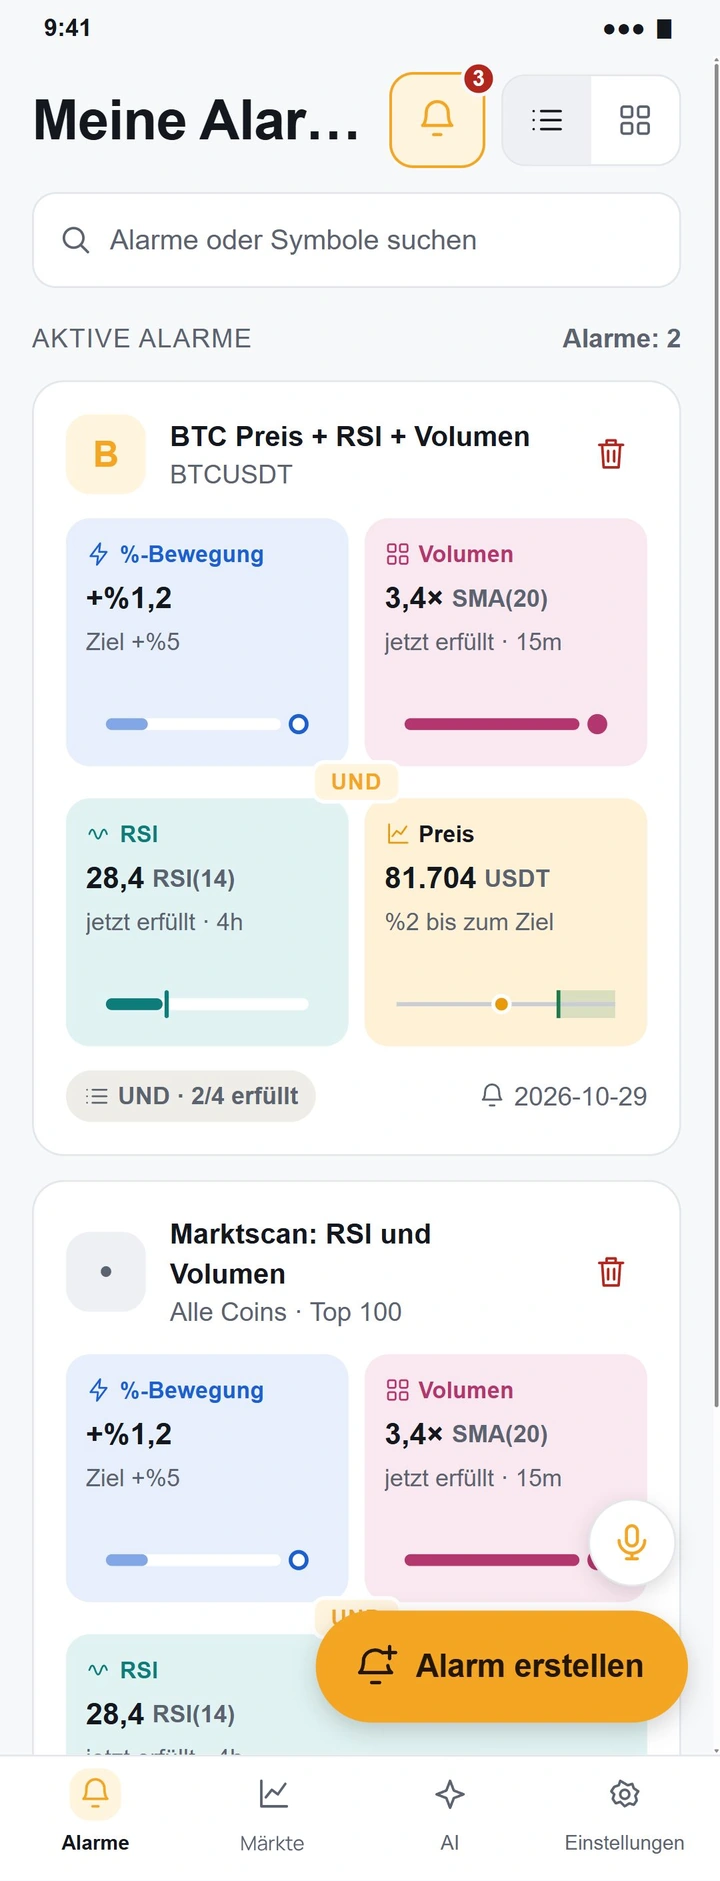 9:41
Meine Alar...
3
Alarme oder Symbole suchen
AKTIVE ALARME
Alarme: 2
B
BTC Preis + RSI + Volumen
BTCUSDT
%-Bewegung
+%1,2
Ziel +%5
Volumen
3,4× SMA(20)
jetzt erfüllt · 15m
UND
RSI
28,4 RSI(14)
jetzt erfüllt · 4h
Preis
81.704 USDT
%2 bis zum Ziel
UND · 2/4 erfüllt
2026-10-29
Marktscan: RSI und
Volumen
Alle Coins · Top 100
%-Bewegung
+%1,2
Ziel +%5
Volumen
3,4× SMA(20)
jetzt erfüllt · 15m
UND
RSI
28,4 RSI(14)
jetzt erfüllt · 4h
Alarm erstellen
Alarme
Märkte
AI
Einstellungen